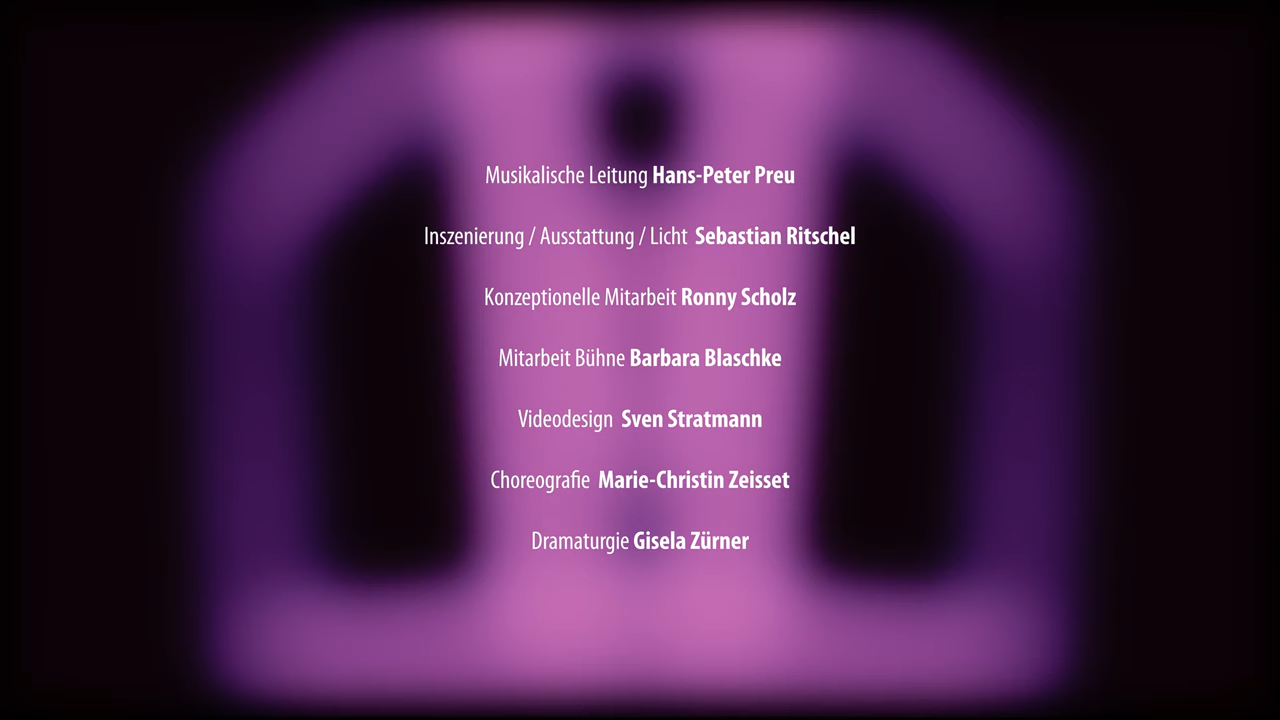 Musikalische Leitung Hans-Peter Preu
Inszenierung / Ausstattung / Licht Sebastian Ritschel
Konzeptionelle Mitarbeit Ronny Scholz
Mitarbeit Bühne Barbara Blaschke
Videodesign Sven Stratmann
Choreografie Marie-Christin Zeisset
Dramaturgie Gisela Zürner